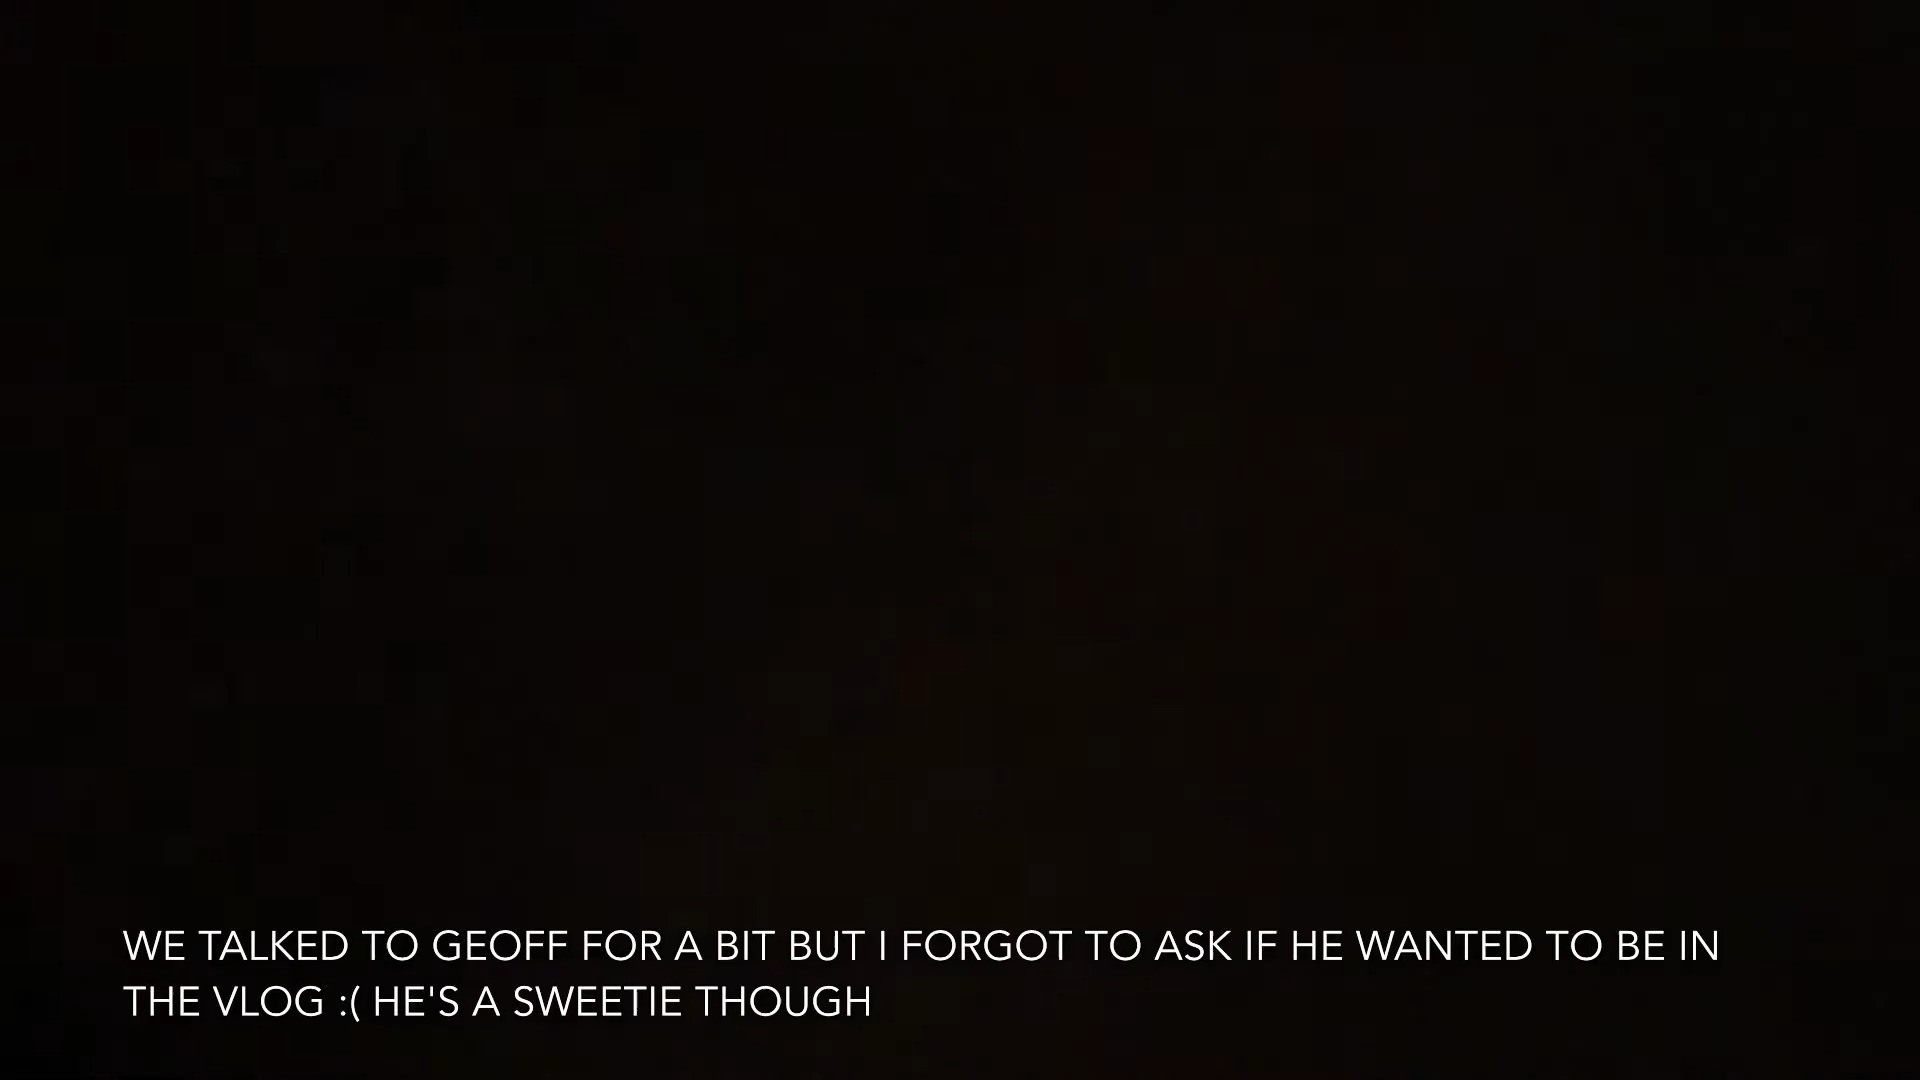 WE TALKED TO GEOFF FOR A BIT BUT I FORGOT TO ASK IF HE WANTED TO BE IN
THE VLOG :( HE'S A SWEETIE THOUGH